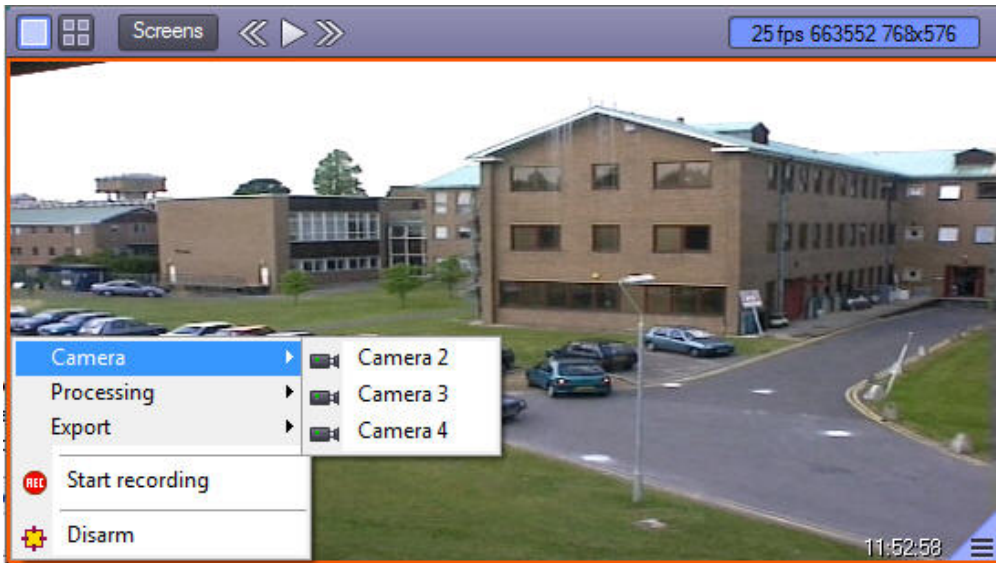 Screens
25 fps 663552 768x576
Camera
Camera 2
Processing
Camera 3
Export
Camera 4
REC
Start recording
Disarm
11:52:58